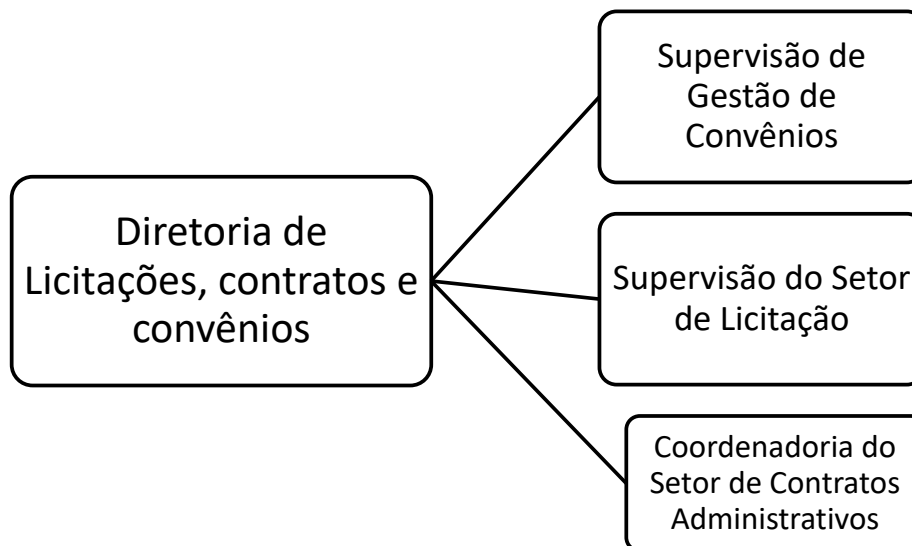 Diretoria de
Licitações, contratos e
convênios
Supervisão de
Gestão de
Convênios
Supervisão do Setor
de Licitação
Coordenadoria do
Setor de Contratos
Administrativos